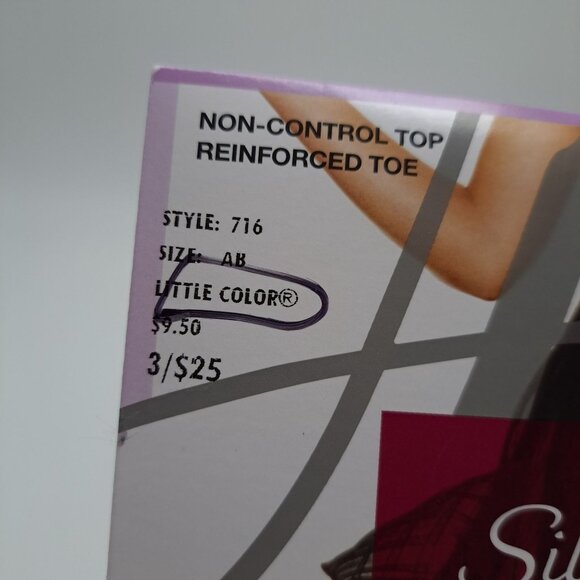 NON-CONTROL TOP
REINFORCED TOE
STYLE: 716
SIZE: AB
LITTLE COLOR®
$9.50
3/$25